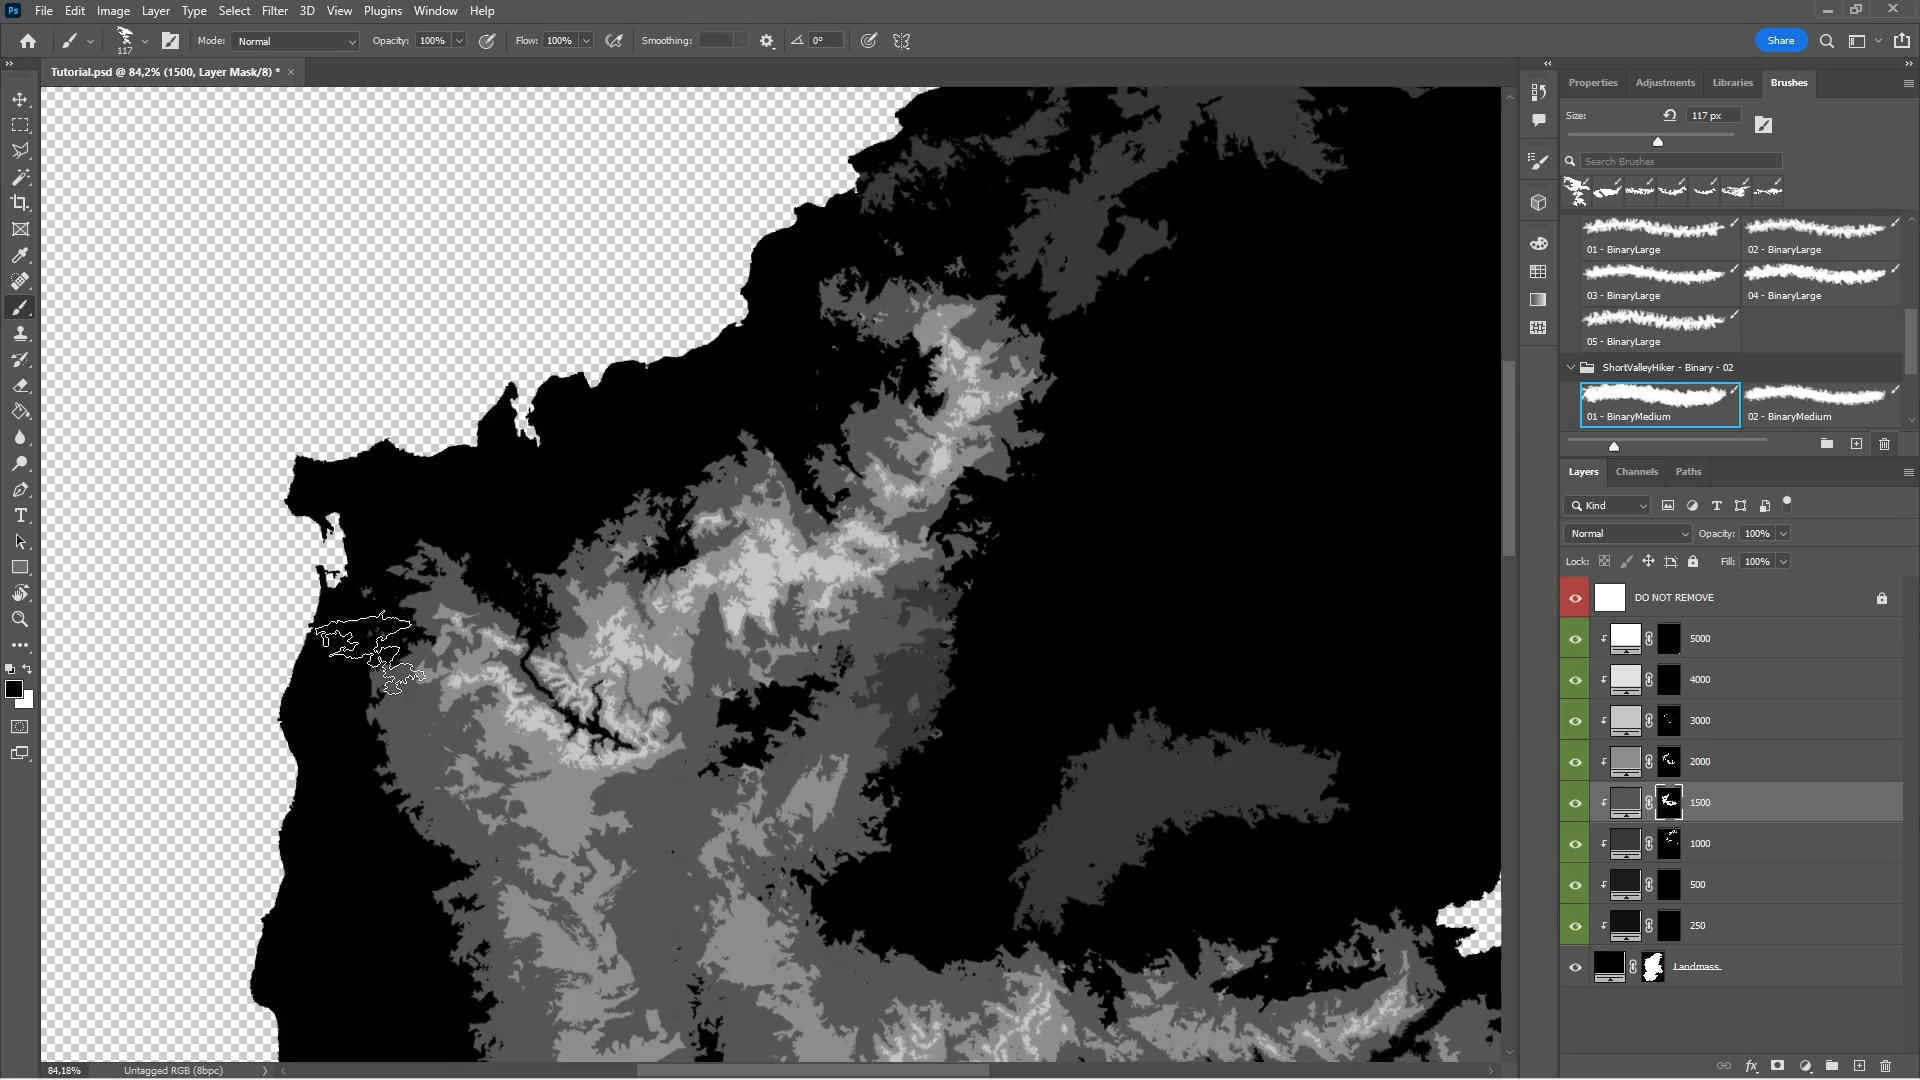 Ps File Edit Image Layer Type Select Filter 3D View Plugins Window Help
117 Mode: Normal Opacity: 100% Flow: 100% Smoothing: 0° Share
Tutorial.psd @ 84,2% (1500, Layer Mask/8) *
Properties Adjustments Libraries Brushes
Size: 117 px
Search Brushes
01 - BinaryLarge 02 - BinaryLarge
03 - BinaryLarge 04 - BinaryLarge
05 - BinaryLarge
ShortValleyHiker - Binary - 02
01 - BinaryMedium 02 - BinaryMedium
Layers Channels Paths
Kind
Normal Opacity: 100%
Lock: Fill: 100%
DO NOT REMOVE
5000
4000
3000
2000
1500
1000
500
250
Landmass
84,18% Untagged RGB (8bpc)